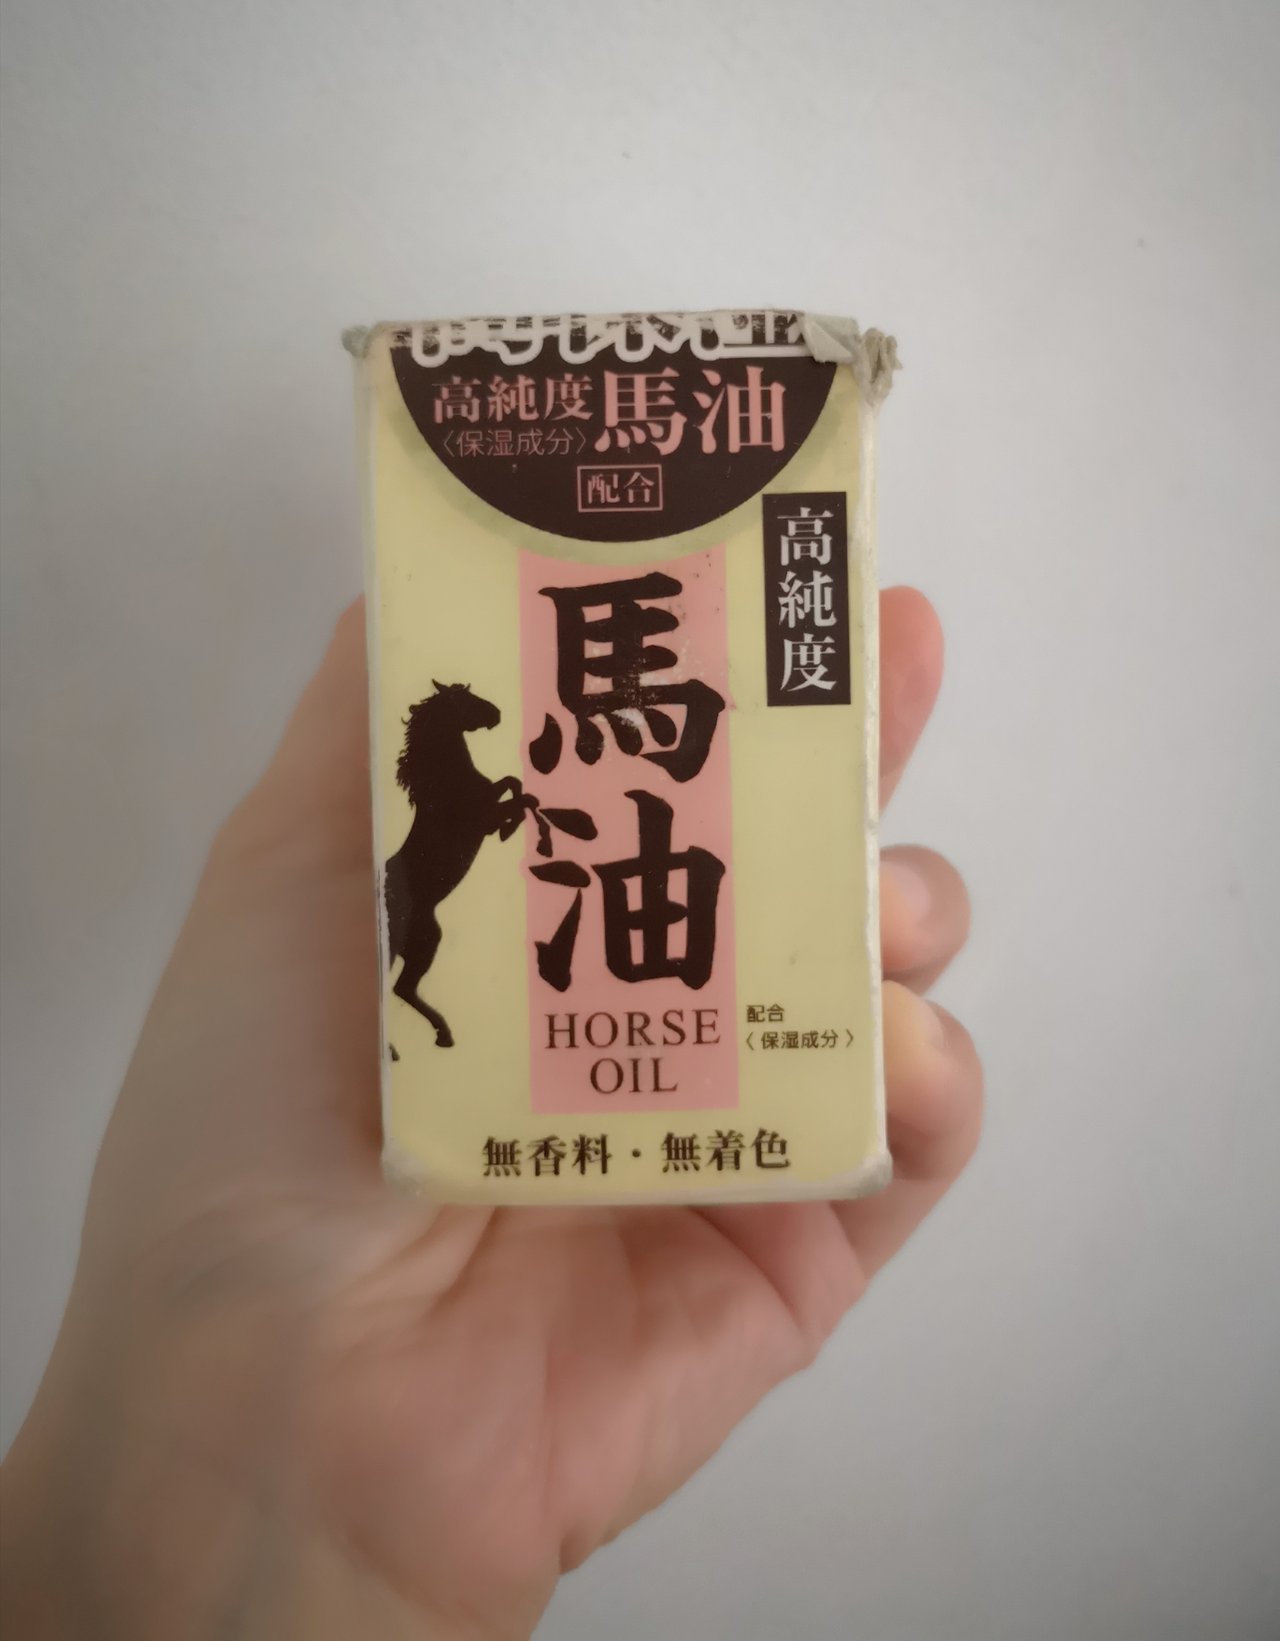 高純度
〈保湿成分〉
馬油
配合
高純度
馬油
HORSE
OIL
配合
〈保湿成分〉
無香料・無着色